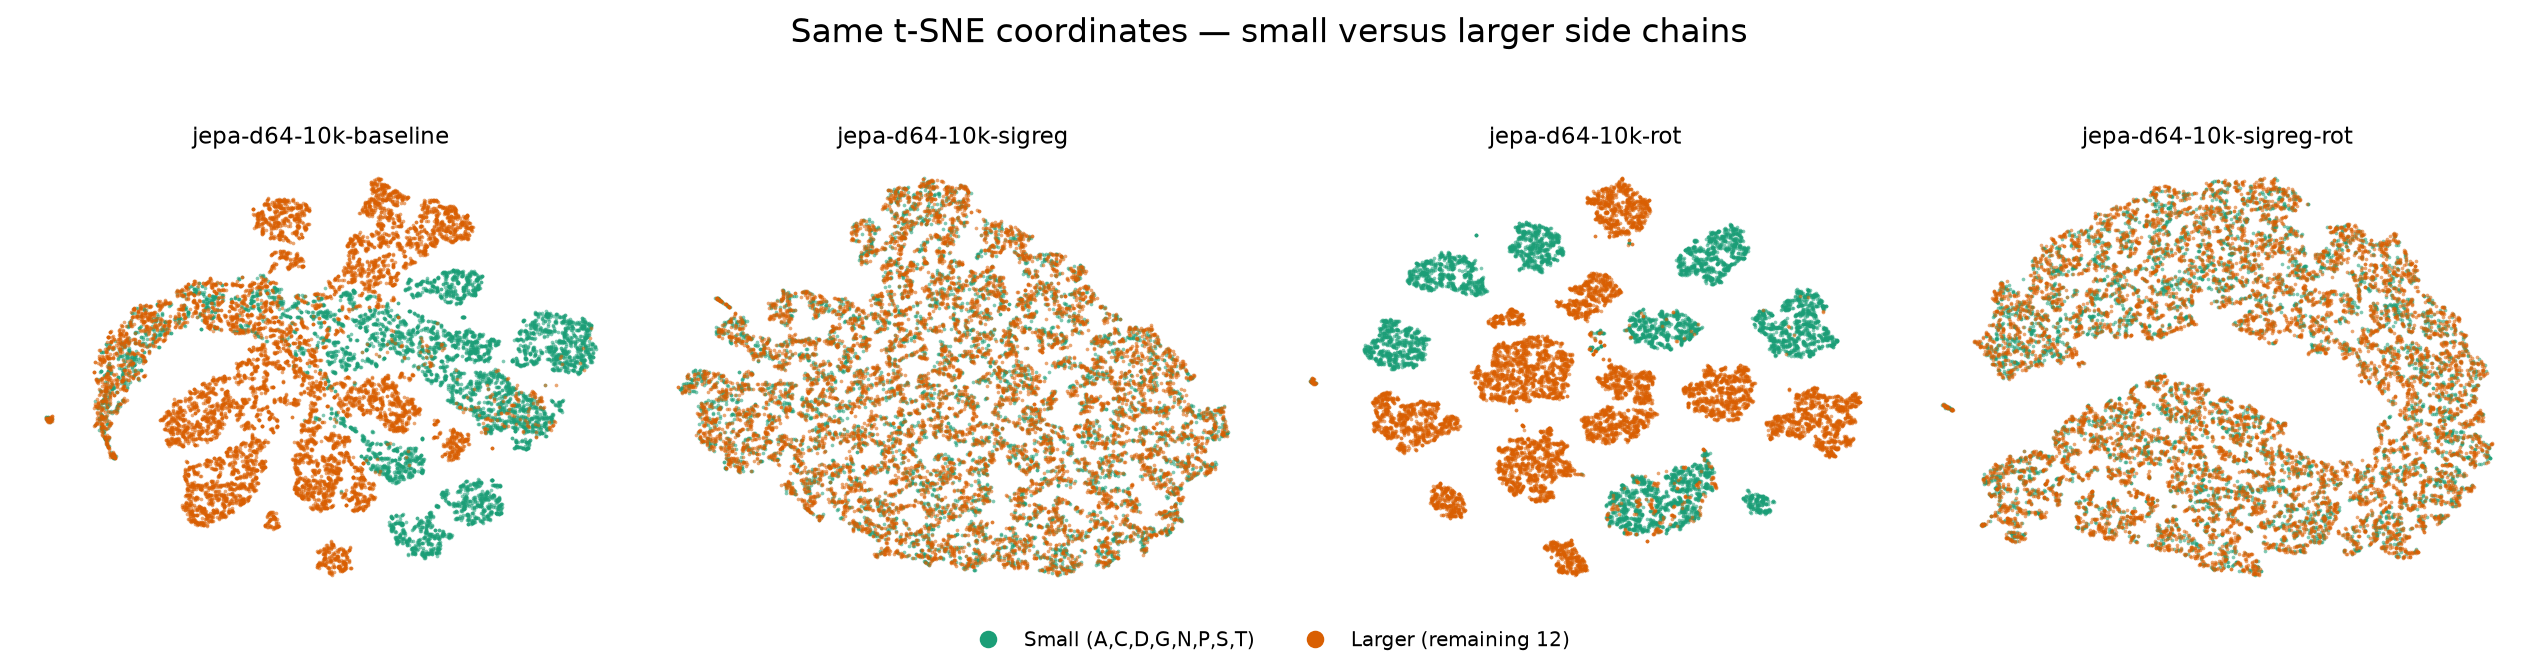 Same t-SNE coordinates — small versus larger side chains
jepa-d64-10k-baseline
jepa-d64-10k-sigreg
jepa-d64-10k-rot
jepa-d64-10k-sigreg-rot
Small (A,C,D,G,N,P,S,T)
Larger (remaining 12)